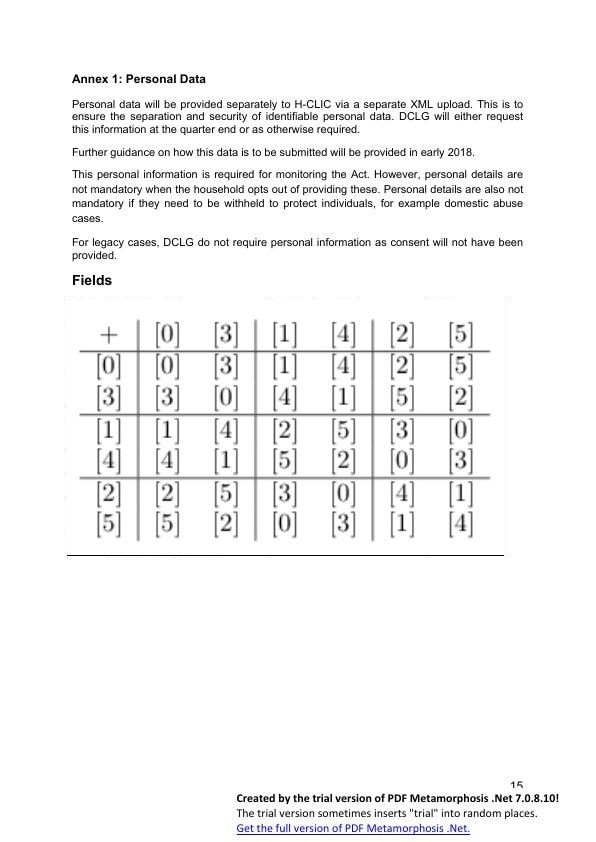 Annex 1: Personal Data
Personal data will be provided separately to H-CLIC via a separate XML upload. This is to
ensure the separation and security of identifiable personal data. DCLG will either request
this information at the quarter end or as otherwise required.
Further guidance on how this data is to be submitted will be provided in early 2018.
This personal information is required for monitoring the Act. However, personal details are
not mandatory when the household opts out of providing these. Personal details are also not
mandatory if they need to be withheld to protect individuals, for example domestic abuse
cases.
For legacy cases, DCLG do not require personal information as consent will not have been
provided.
Fields
+ [0] [3] [1] [4] [2] [5]
[0] [0] [3] [1] [4] [2] [5]
[3] [3] [0] [4] [1] [5] [2]
[1] [1] [4] [2] [5] [3] [0]
[4] [4] [1] [5] [2] [0] [3]
[2] [2] [5] [3] [0] [4] [1]
[5] [5] [2] [0] [3] [1] [4]
15
Created by the trial version of PDF Metamorphosis .Net 7.0.8.10!
The trial version sometimes inserts "trial" into random places.
Get the full version of PDF Metamorphosis .Net.